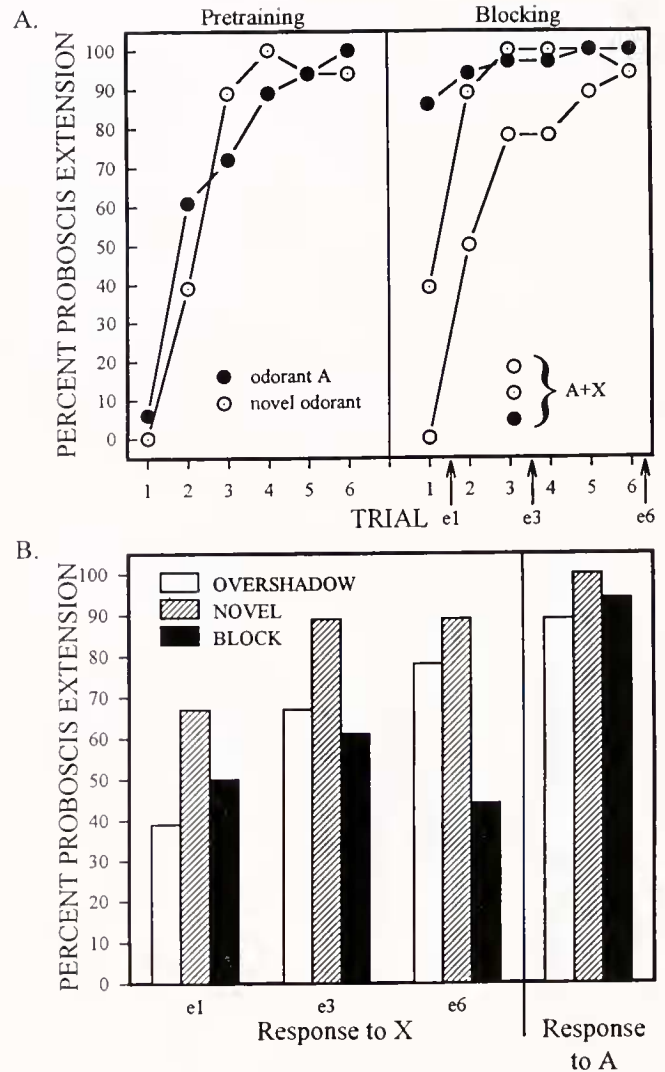 A.
Pretraining
Blocking
PERCENT PROBOSCIS EXTENSION
100
90
80
70
60
50
40
30
20
10
0
odorant A
novel odorant
} A+X
1 2 3 4 5 6
1 2 3 4 5 6
TRIAL e1 e3 e6
B.
PERCENT PROBOSCIS EXTENSION
100
90
80
70
60
50
40
30
20
10
0
OVERSHADOW
NOVEL
BLOCK
e1 e3 e6
Response to X
Response
to A